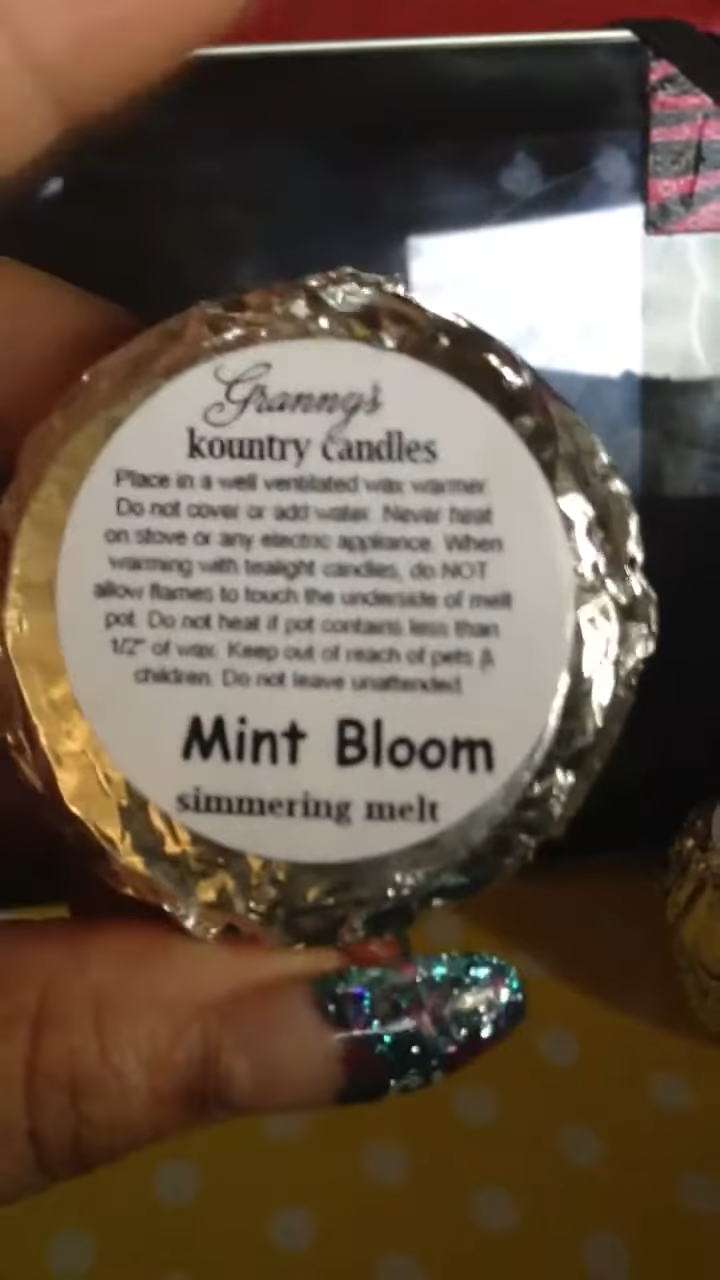 Granny's
kountry candles
Place in a well ventilated wax warmer.
Do not cover or add water. Never heat
on stove or any electric appliance. When
warming with tealight candles, do NOT
allow flames to touch the underside of melt
pot. Do not heat if pot contains less than
1/2" of wax. Keep out of reach of pets &
children. Do not leave unattended.
Mint Bloom
simmering melt